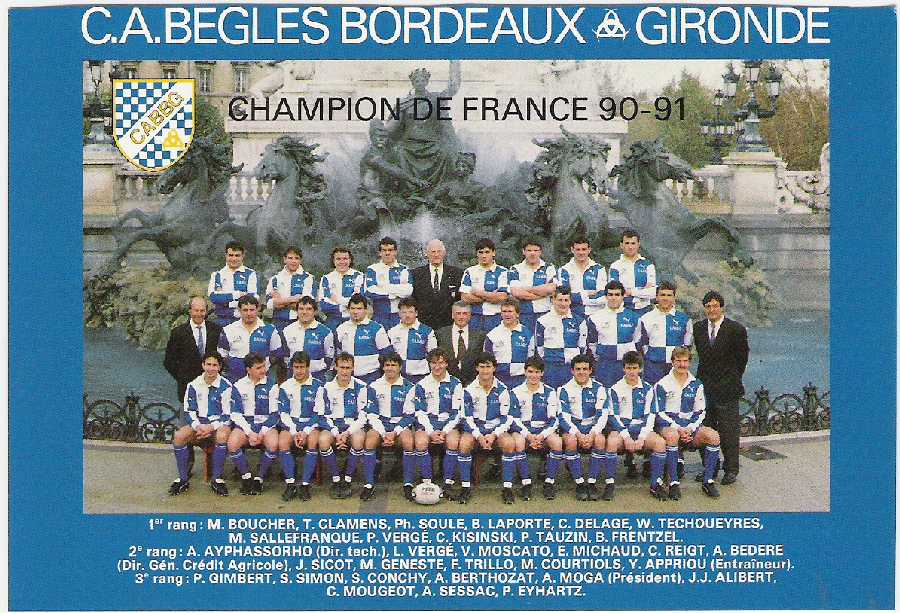 C.A.BEGLES BORDEAUX GIRONDE
CABBG
CHAMPION DE FRANCE 90-91
1er rang : M. BOUCHER, T. CLAMENS, Ph. SOULE, B. LAPORTE, C. DELAGE, W. TECHOUEYRES,
M. SALLEFRANQUE. P. VERGÉ, C. KISINSKI, P. TAUZIN, B. FRENTZEL.
2e rang : A. AYPHASSORHO (Dir. tech.), L. VERGÉ, V. MOSCATO, E. MICHAUD, C. REIGT, A. BEDERE
(Dir. Gén. Crédit Agricole), J. SICOT, M. GENESTE, F. TRILLO, M. COURTIOLS, Y. APPRIOU (Entraîneur).
3e rang : P. GIMBERT, S. SIMON, S. CONCHY, A. BERTHOZAT, A. MOGA (Président), J.J. ALIBERT,
C. MOUGEOT, A. SESSAC, P. EYHARTZ.